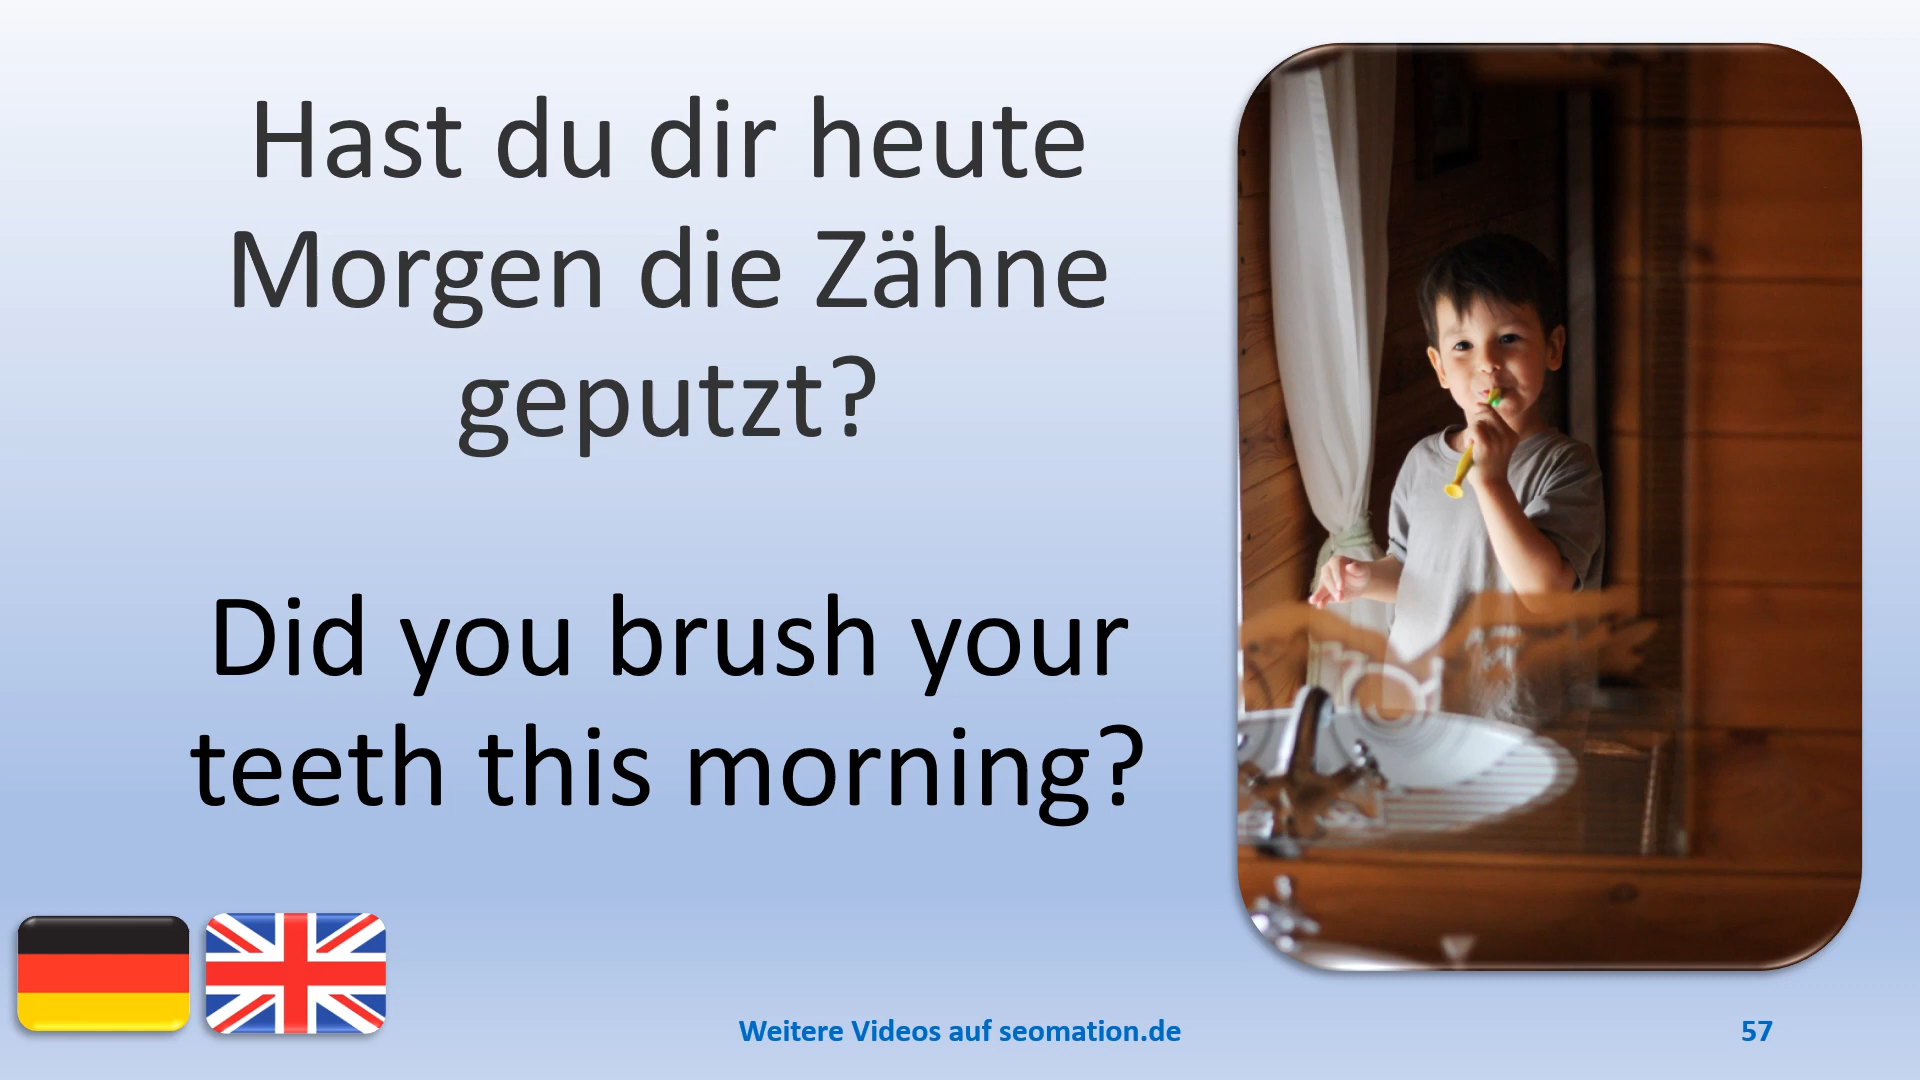 Hast du dir heute
Morgen die Zähne
geputzt?
Did you brush your
teeth this morning?
Weitere Videos auf seomation.de
57